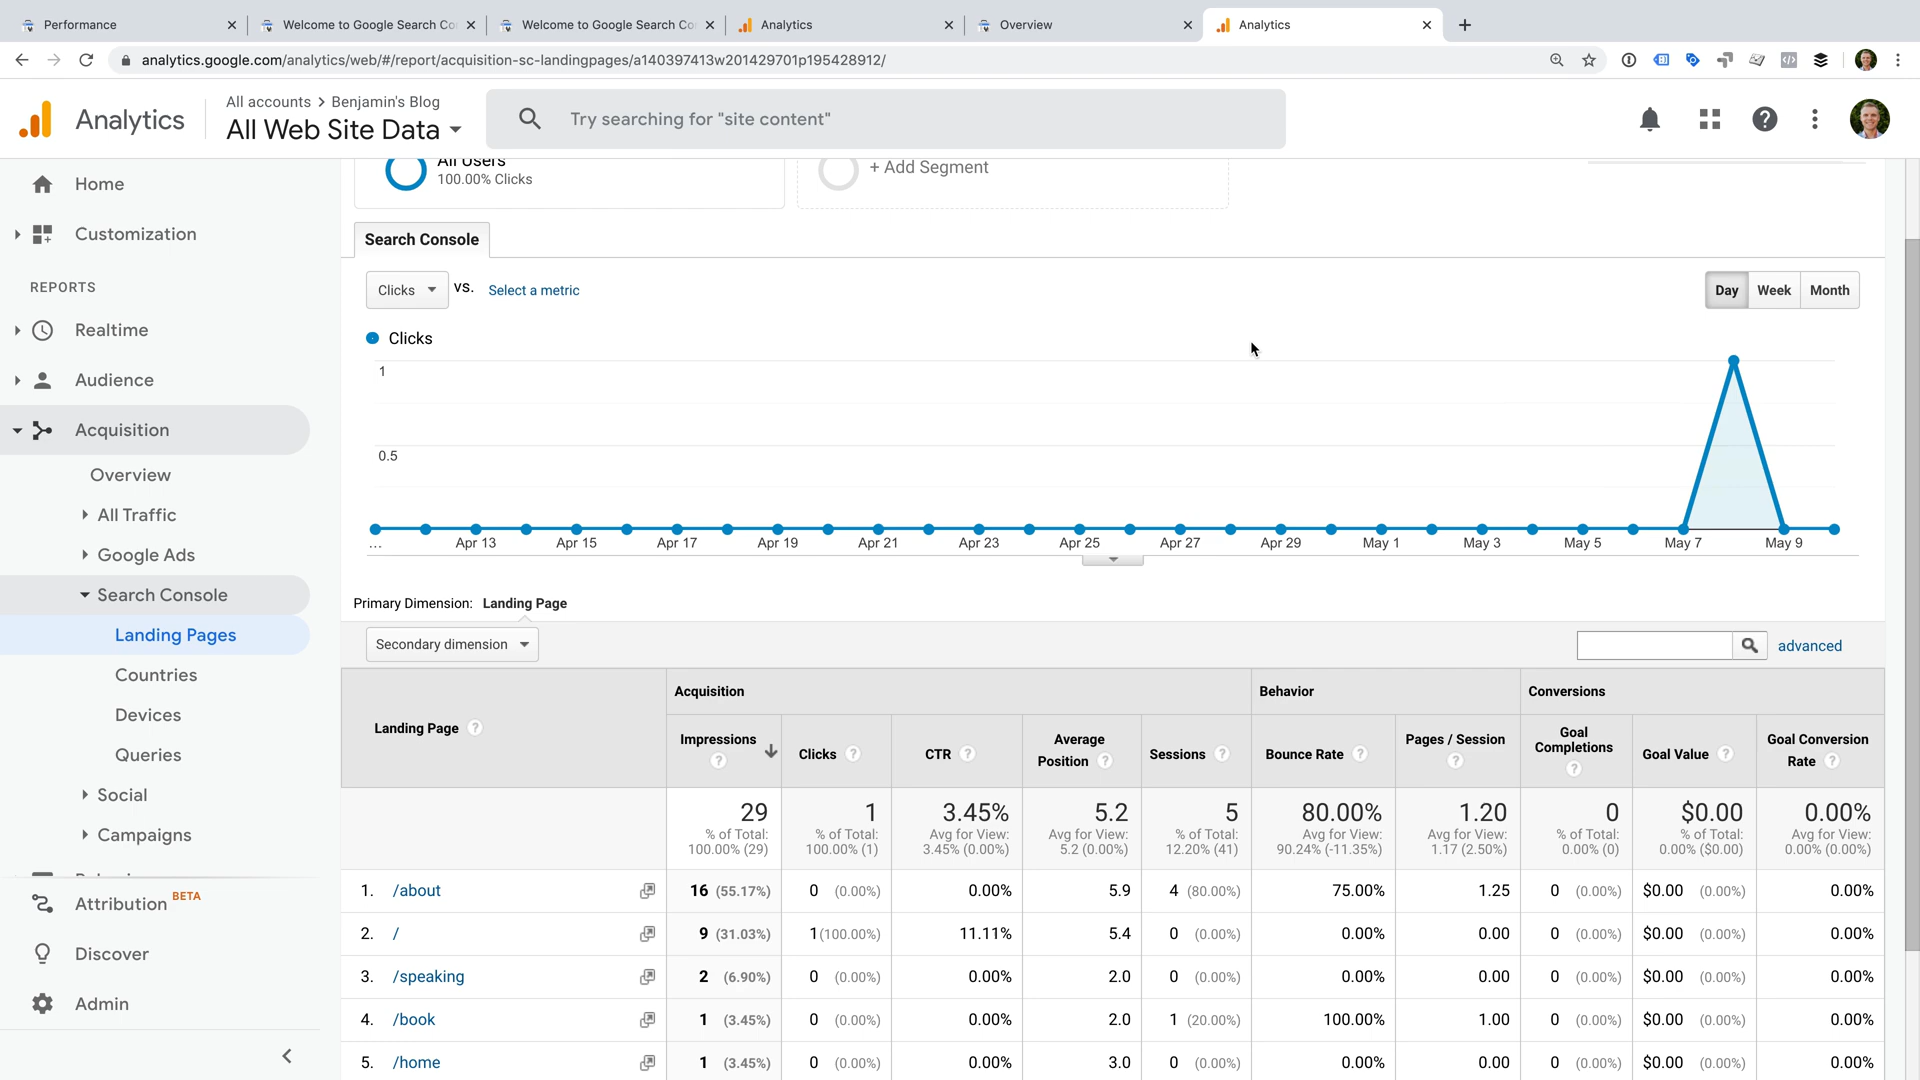 Performance
Welcome to Google Search Co
Welcome to Google Search Co
Analytics
Overview
Analytics
analytics.google.com/analytics/web/#/report/acquisition-sc-landingpages/a140397413w201429701p195428912/
Analytics
All accounts > Benjamin's Blog
All Web Site Data
Try searching for "site content"
All Users
100.00% Clicks
+ Add Segment
Home
Customization
REPORTS
Realtime
Audience
Acquisition
Overview
All Traffic
Google Ads
Search Console
Landing Pages
Countries
Devices
Queries
Social
Campaigns
Attribution BETA
Discover
Admin
Search Console
Clicks vs. Select a metric
Day Week Month
Clicks
1
0.5
... Apr 13 Apr 15 Apr 17 Apr 19 Apr 21 Apr 23 Apr 25 Apr 27 Apr 29 May 1 May 3 May 5 May 7 May 9
Primary Dimension: Landing Page
Secondary dimension
advanced
Landing Page ?
Acquisition Behavior Conversions
Impressions ? Clicks ? CTR ? Average Position ? Sessions ? Bounce Rate ? Pages / Session ? Goal Completions ? Goal Value ? Goal Conversion Rate ?
29 1 3.45% 5.2 5 80.00% 1.20 0 $0.00 0.00%
% of Total: % of Total: Avg for View: Avg for View: % of Total: Avg for View: Avg for View: % of Total: % of Total: Avg for View:
100.00% (29) 100.00% (1) 3.45% (0.00%) 5.2 (0.00%) 12.20% (41) 90.24% (-11.35%) 1.17 (2.50%) 0.00% (0) 0.00% ($0.00) 0.00% (0.00%)
1. /about 16 (55.17%) 0 (0.00%) 0.00% 5.9 4 (80.00%) 75.00% 1.25 0 (0.00%) $0.00 (0.00%) 0.00%
2. / 9 (31.03%) 1(100.00%) 11.11% 5.4 0 (0.00%) 0.00% 0.00 0 (0.00%) $0.00 (0.00%) 0.00%
3. /speaking 2 (6.90%) 0 (0.00%) 0.00% 2.0 0 (0.00%) 0.00% 0.00 0 (0.00%) $0.00 (0.00%) 0.00%
4. /book 1 (3.45%) 0 (0.00%) 0.00% 2.0 1 (20.00%) 100.00% 1.00 0 (0.00%) $0.00 (0.00%) 0.00%
5. /home 1 (3.45%) 0 (0.00%) 0.00% 3.0 0 (0.00%) 0.00% 0.00 0 (0.00%) $0.00 (0.00%) 0.00%